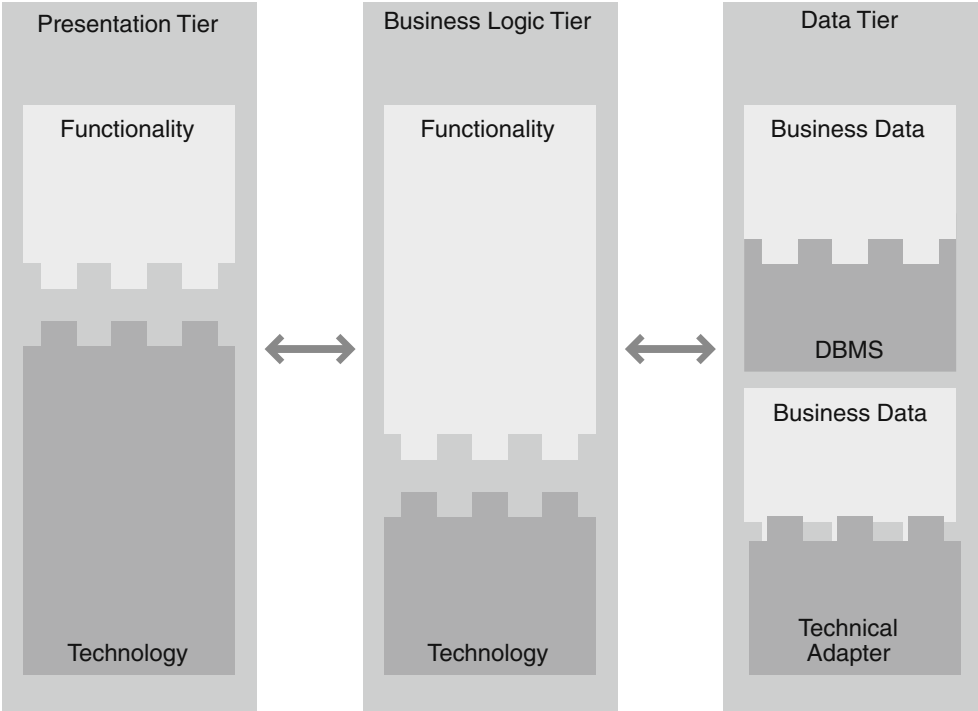 Presentation Tier
Functionality
Technology
Business Logic Tier
Functionality
Technology
Data Tier
Business Data
DBMS
Business Data
Technical
Adapter